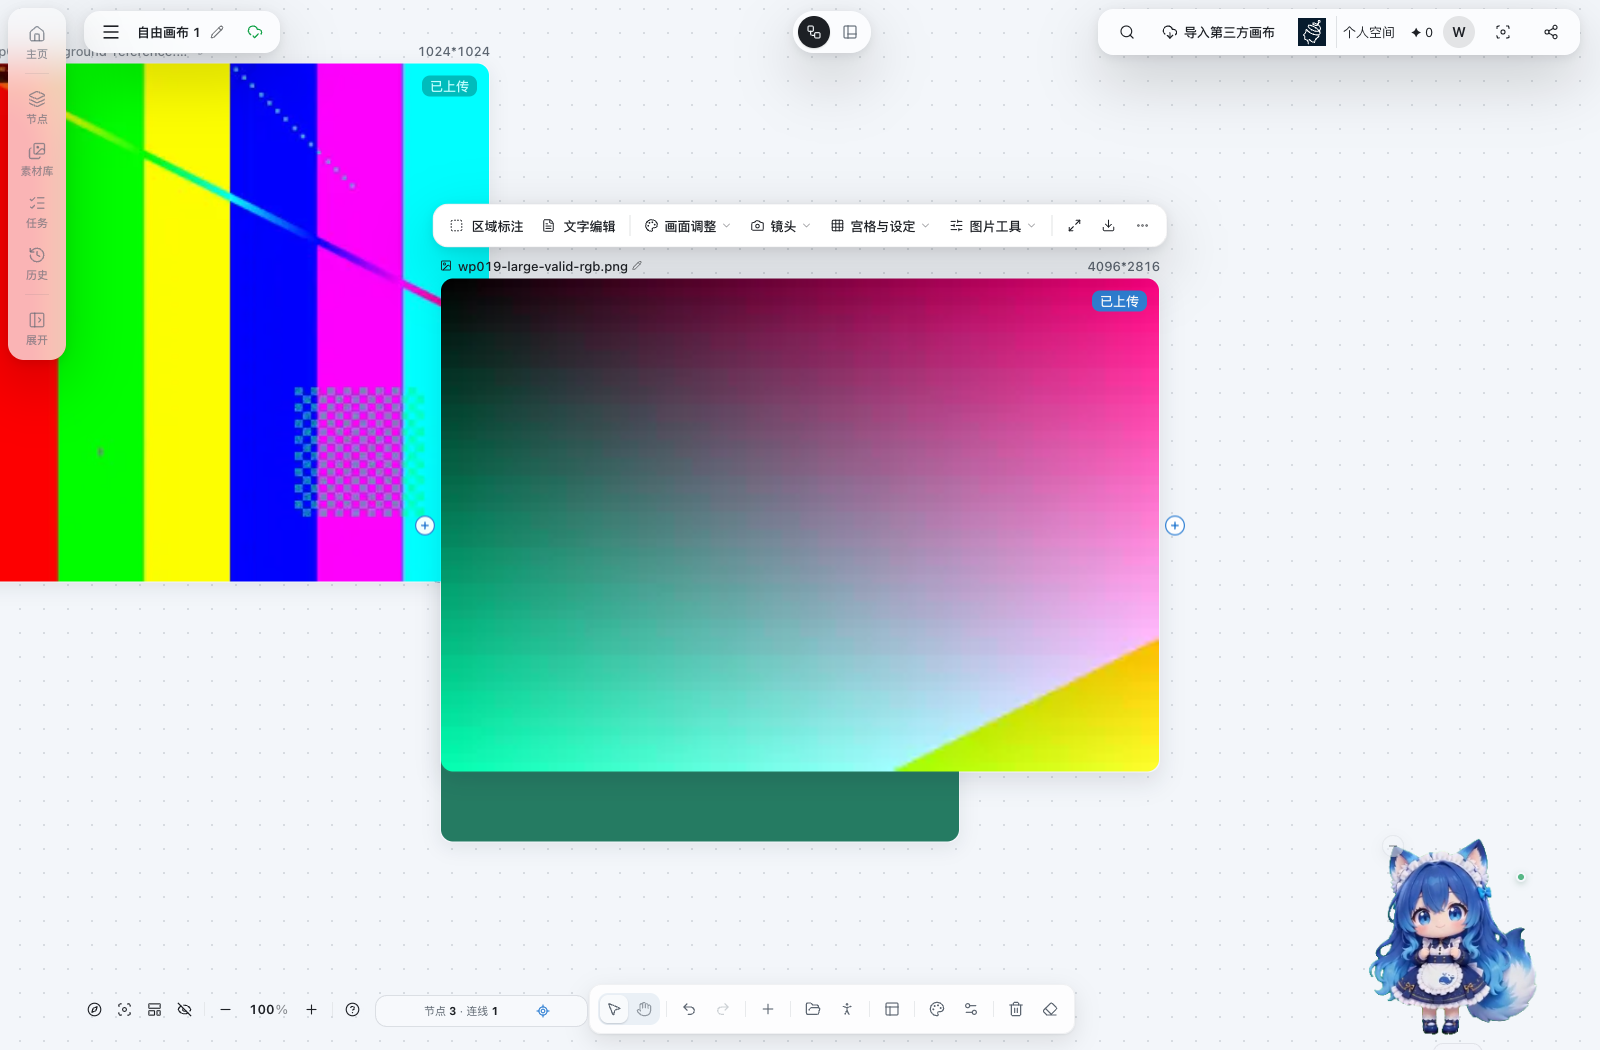 自由画布 1
导入第三方画布
个人空间
0
W
主页
节点
素材库
任务
历史
展开
1024*1024
已上传
区域标注
文字编辑
画面调整
镜头
宫格与设定
图片工具
wp019-large-valid-rgb.png
4096*2816
已上传
100%
节点 3 · 连线 1